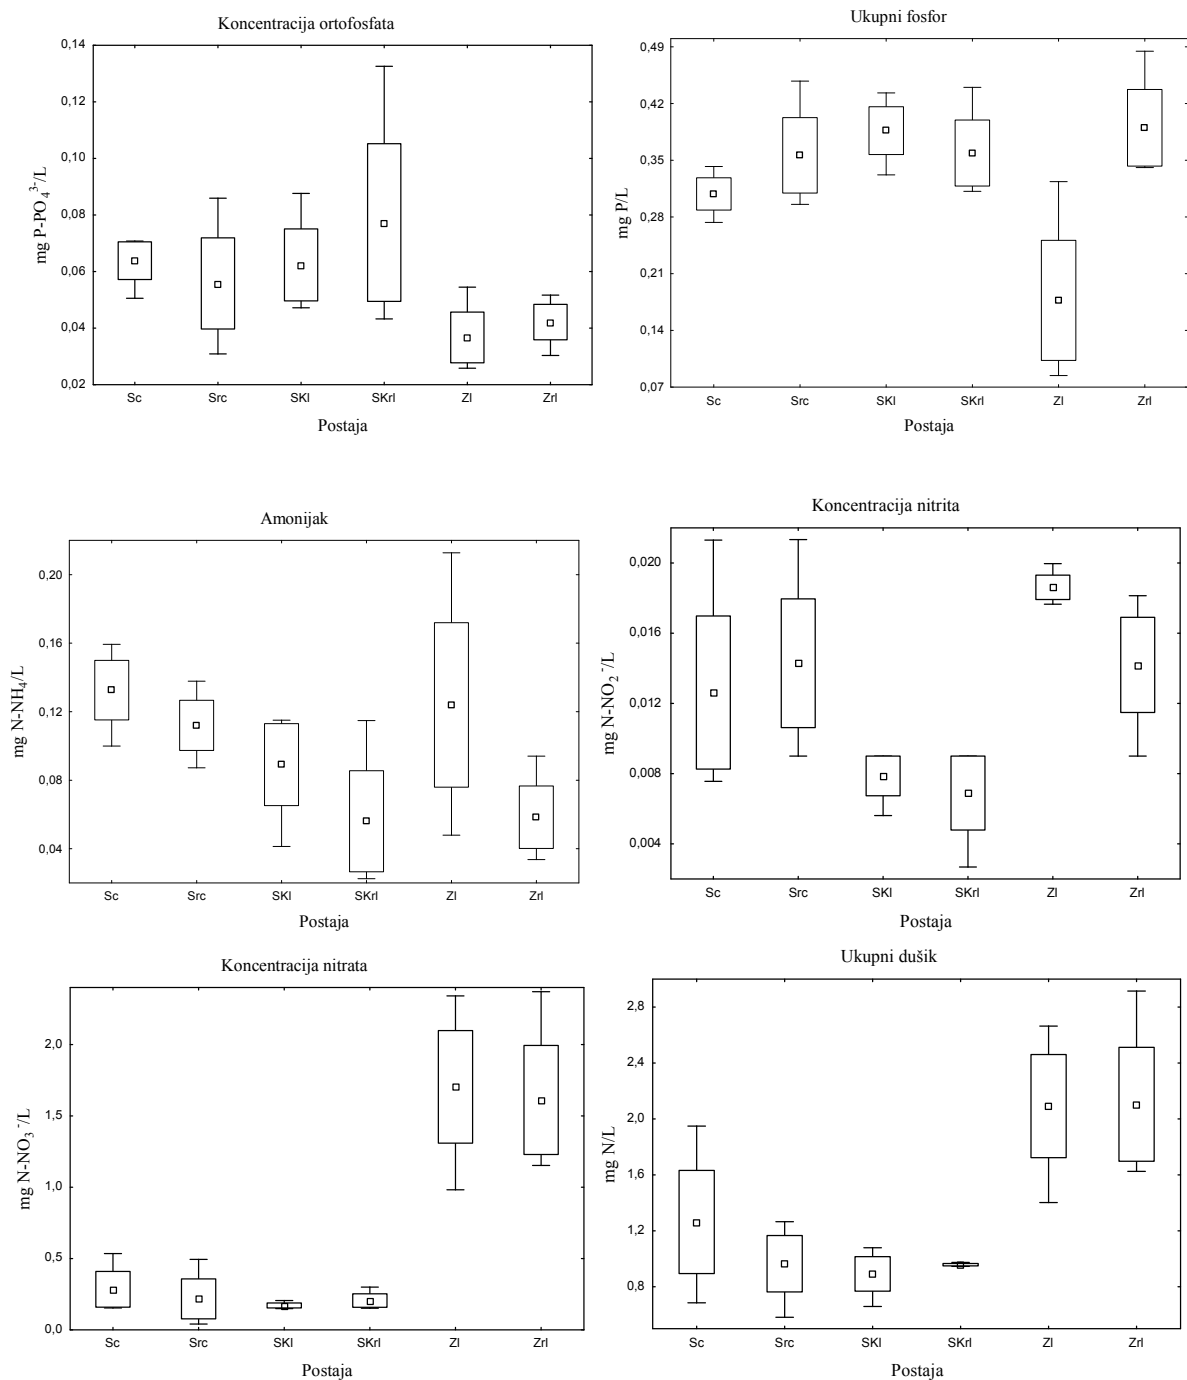 Koncentracija ortofosfata
0,14
0,12
0,10
0,08
0,06
0,04
0,02
mg P-PO₄³⁻/L
Sc Src SKl SKrl Zl Zrl
Postaja
Ukupni fosfor
0,49
0,42
0,35
0,28
0,21
0,14
0,07
mg P/L
Sc Src SKl SKrl Zl Zrl
Postaja
Amonijak
0,20
0,16
0,12
0,08
0,04
mg N-NH₄/L
Sc Src SKl SKrl Zl Zrl
Postaja
Koncentracija nitrita
0,020
0,016
0,012
0,008
0,004
mg N-NO₂⁻/L
Sc Src SKl SKrl Zl Zrl
Postaja
Koncentracija nitrata
2,0
1,5
1,0
0,5
0,0
mg N-NO₃⁻/L
Sc Src SKl SKrl Zl Zrl
Postaja
Ukupni dušik
2,8
2,4
2,0
1,6
1,2
0,8
mg N/L
Sc Src SKl SKrl Zl Zrl
Postaja